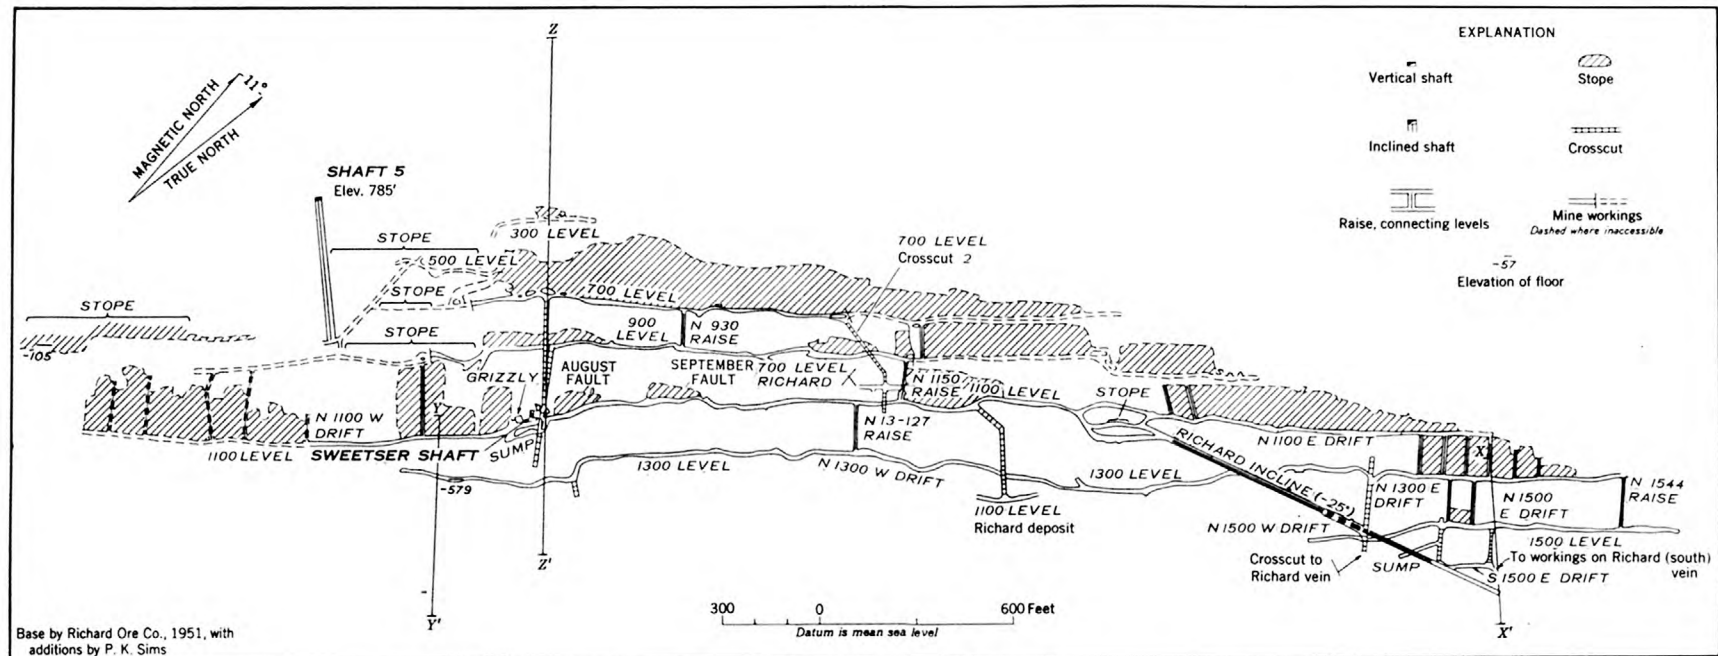 Z
EXPLANATION
Vertical shaft
Stope
Inclined shaft
Crosscut
Raise, connecting levels
Mine workings
Dashed where inaccessible
-57
Elevation of floor
MAGNETIC NORTH
11°
TRUE NORTH
SHAFT 5
Elev. 785'
STOPE
300 LEVEL
500 LEVEL
700 LEVEL
Crosscut 2
STOPE
STOPE
700 LEVEL
STOPE
-105
900
LEVEL
N 930
RAISE
GRIZZLY
AUGUST
FAULT
SEPTEMBER
FAULT
700 LEVEL
RICHARD
N 1150
RAISE
1100 LEVEL
STOPE
Y
N 1100 W
DRIFT
1100 LEVEL
SWEETSER SHAFT
SUMP
N 13-127
RAISE
RICHARD INCLINE (-25°)
N 1100 E DRIFT
X
-579
1300 LEVEL
N 1300 W DRIFT
1300 LEVEL
N 1300 E
DRIFT
N 1500
E DRIFT
N 1544
RAISE
1100 LEVEL
Richard deposit
N 1500 W DRIFT
1500 LEVEL
Crosscut to
Richard vein
SUMP
To workings on Richard (south)
vein
S 1500 E DRIFT
Z'
Y'
X'
300 0 600 Feet
Datum is mean sea level
Base by Richard Ore Co., 1951, with
additions by P. K. Sims